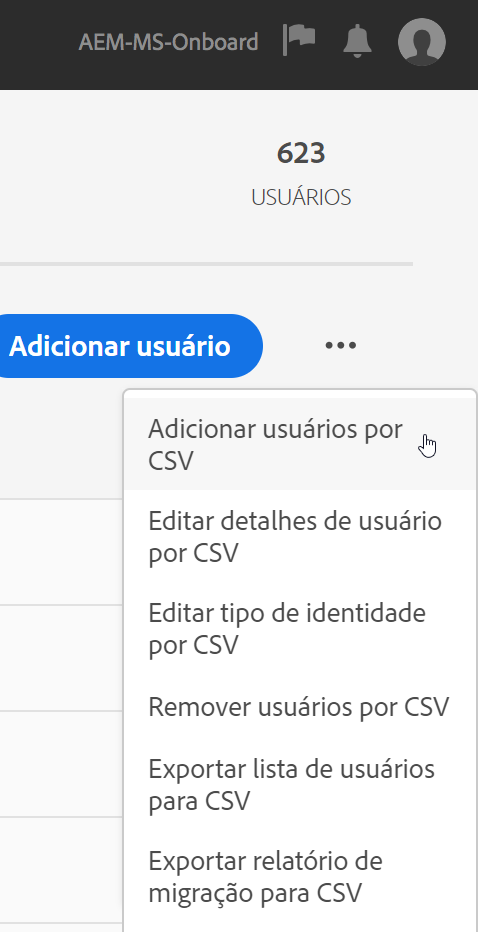 AEM-MS-Onboard
623
USUÁRIOS
Adicionar usuário
Adicionar usuários por
CSV
Editar detalhes de usuário
por CSV
Editar tipo de identidade
por CSV
Remover usuários por CSV
Exportar lista de usuários
para CSV
Exportar relatório de
migração para CSV